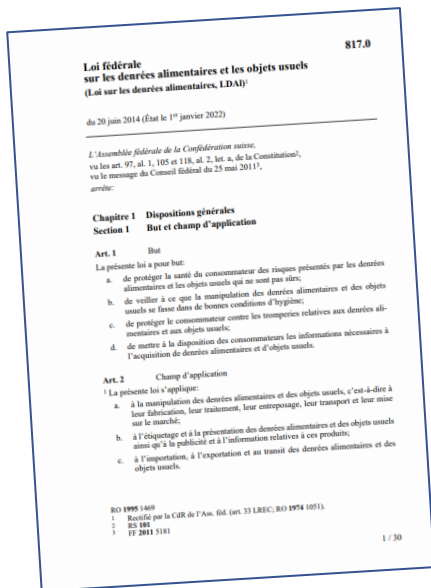 817.0
Loi fédérale
sur les denrées alimentaires et les objets usuels
(Loi sur les denrées alimentaires, LDAl)1
du 20 juin 2014 (État le 1er janvier 2022)
L'Assemblée fédérale de la Confédération suisse,
vu les art. 97, al. 1, 105 et 118, al. 2, let. a, de la Constitution2,
vu le message du Conseil fédéral du 25 mai 20113,
arrête:
Chapitre 1 Dispositions générales
Section 1 But et champ d'application
Art. 1 But
La présente loi a pour but:
a. de protéger la santé du consommateur des risques présentés par les denrées
alimentaires et les objets usuels qui ne sont pas sûrs;
b. de veiller à ce que la manipulation des denrées alimentaires et des objets
usuels se fasse dans de bonnes conditions d'hygiène;
c. de protéger le consommateur contre les tromperies relatives aux denrées ali-
mentaires et aux objets usuels;
d. de mettre à la disposition des consommateurs les informations nécessaires à
l'acquisition de denrées alimentaires et d'objets usuels.
Art. 2 Champ d'application
1 La présente loi s'applique:
a. à la manipulation des denrées alimentaires et des objets usuels, c'est-à-dire à
leur fabrication, leur traitement, leur entreposage, leur transport et leur mise
sur le marché;
b. à l'étiquetage et à la présentation des denrées alimentaires et des objets usuels
ainsi qu'à la publicité et à l'information relatives à ces produits;
c. à l'importation, à l'exportation et au transit des denrées alimentaires et des
objets usuels.
RO 1995 1469
1 Rectifié par la CdR de l'Ass. féd. (art. 33 LREC; RO 1974 1051).
2 RS 101
3 FF 2011 5181
1 / 30